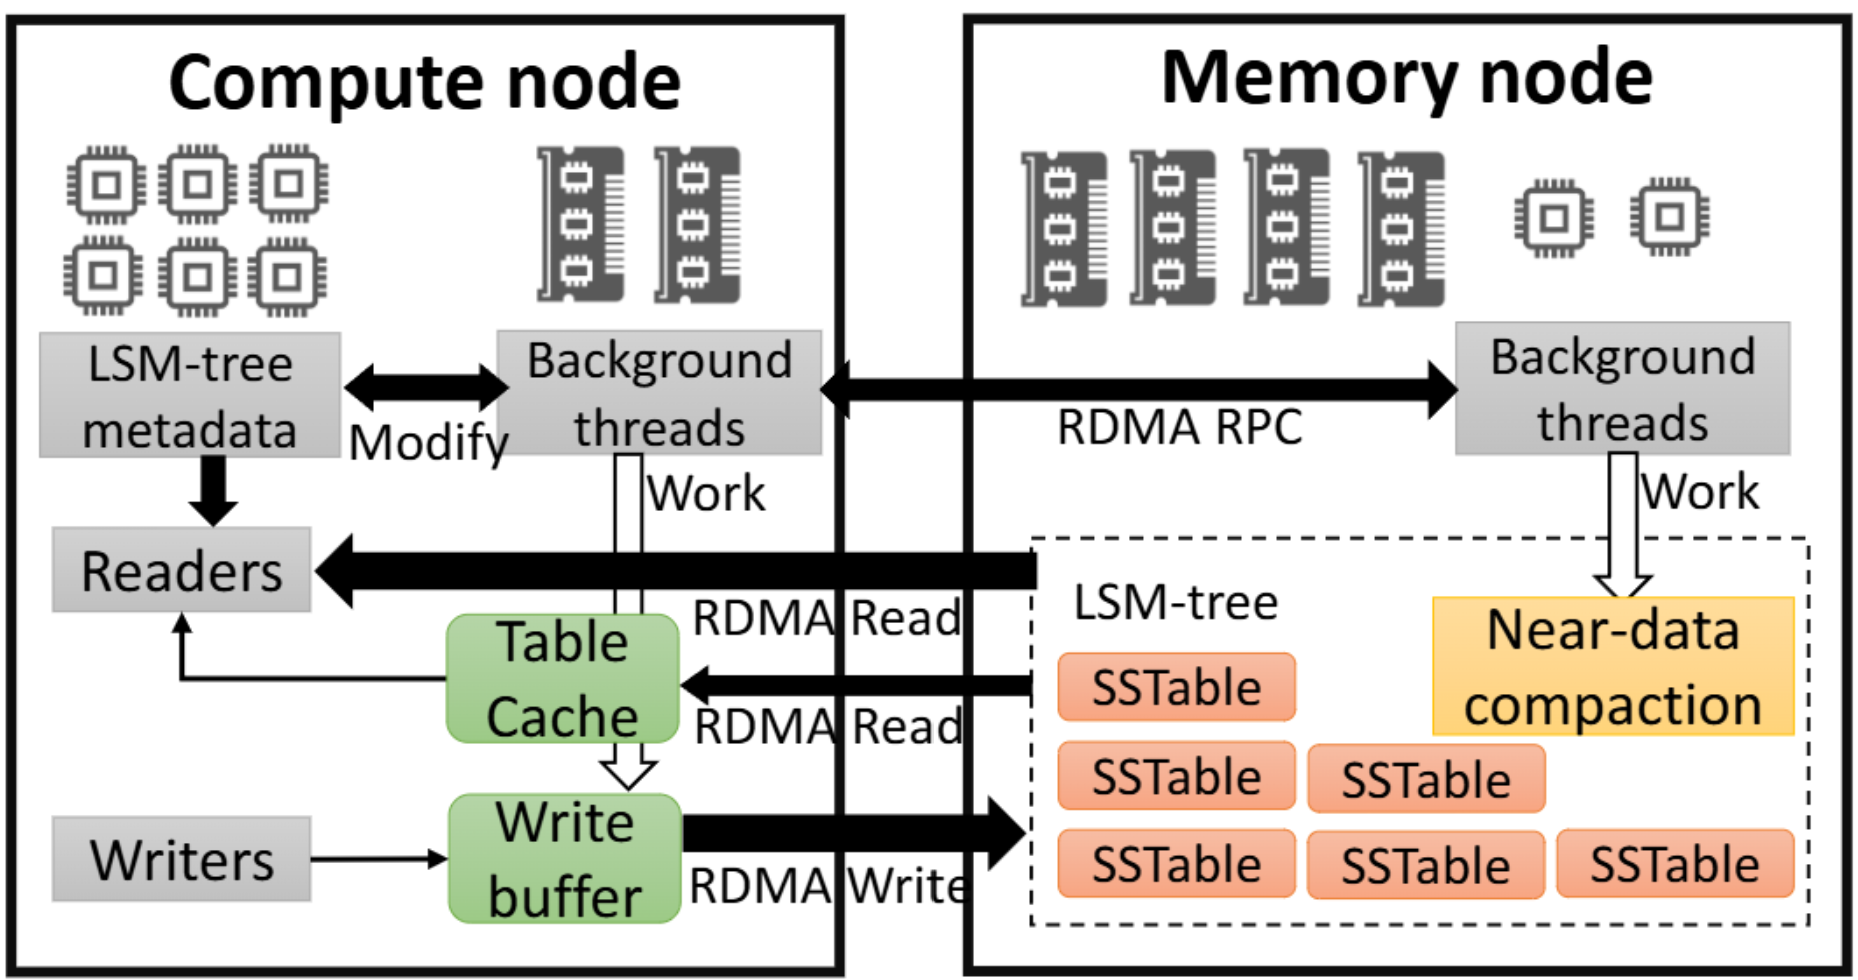 Compute node
LSM-tree
metadata
Modify
Background
threads
Work
Readers
Table
Cache
Writers
Write
buffer
RDMA RPC
RDMA Read
RDMA Read
RDMA Write
Memory node
Background
threads
Work
LSM-tree
Near-data
compaction
SSTable
SSTable
SSTable
SSTable
SSTable
SSTable